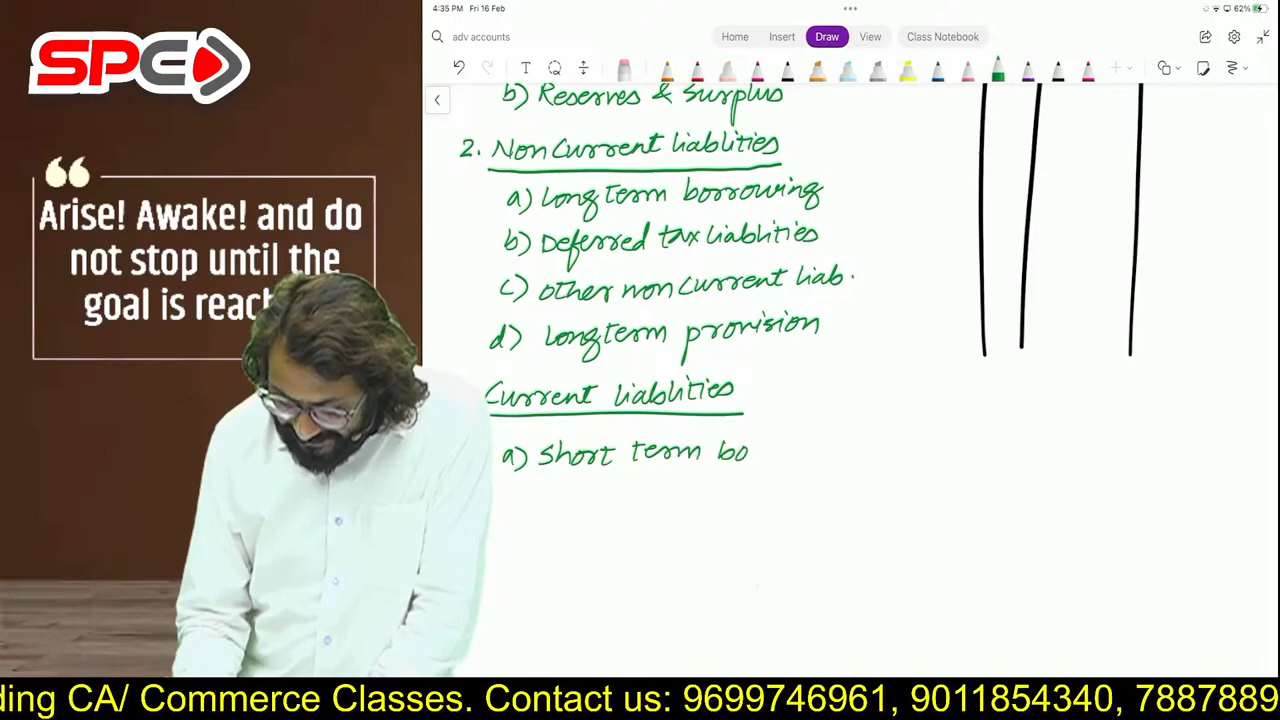 4:35 PM Fri 16 Feb
62%
adv accounts
Home Insert Draw View Class Notebook
SPE
Arise! Awake! and do
not stop until the
goal is reac
b) Reserves & Surplus
2. Non Current liablities
a) Long term borrowing
b) Deferred tax liablities
c) other non current liab.
d) Long term provision
Current liablities
a) Short term bo
ding CA/ Commerce Classes. Contact us: 9699746961, 9011854340, 7887889